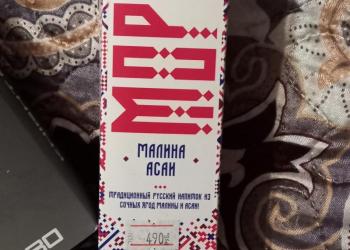 МОРС
МАЛИНА
АСАИ
ТРАДИЦИОННЫЙ РУССКИЙ НАПИТОК ИЗ
СОЧНЫХ ЯГОД МАЛИНЫ И АСАИ
490